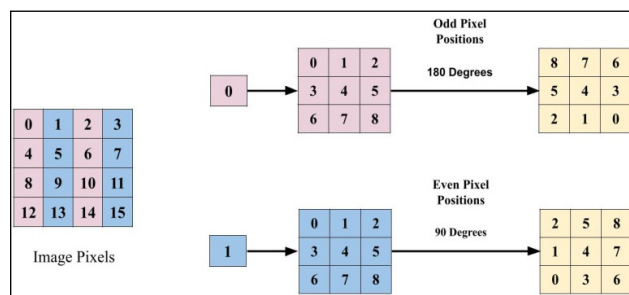 0 1 2 3
4 5 6 7
8 9 10 11
12 13 14 15
Image Pixels
0
0 1 2
3 4 5
6 7 8
Odd Pixel
Positions
180 Degrees
8 7 6
5 4 3
2 1 0
1
0 1 2
3 4 5
6 7 8
Even Pixel
Positions
90 Degrees
2 5 8
1 4 7
0 3 6